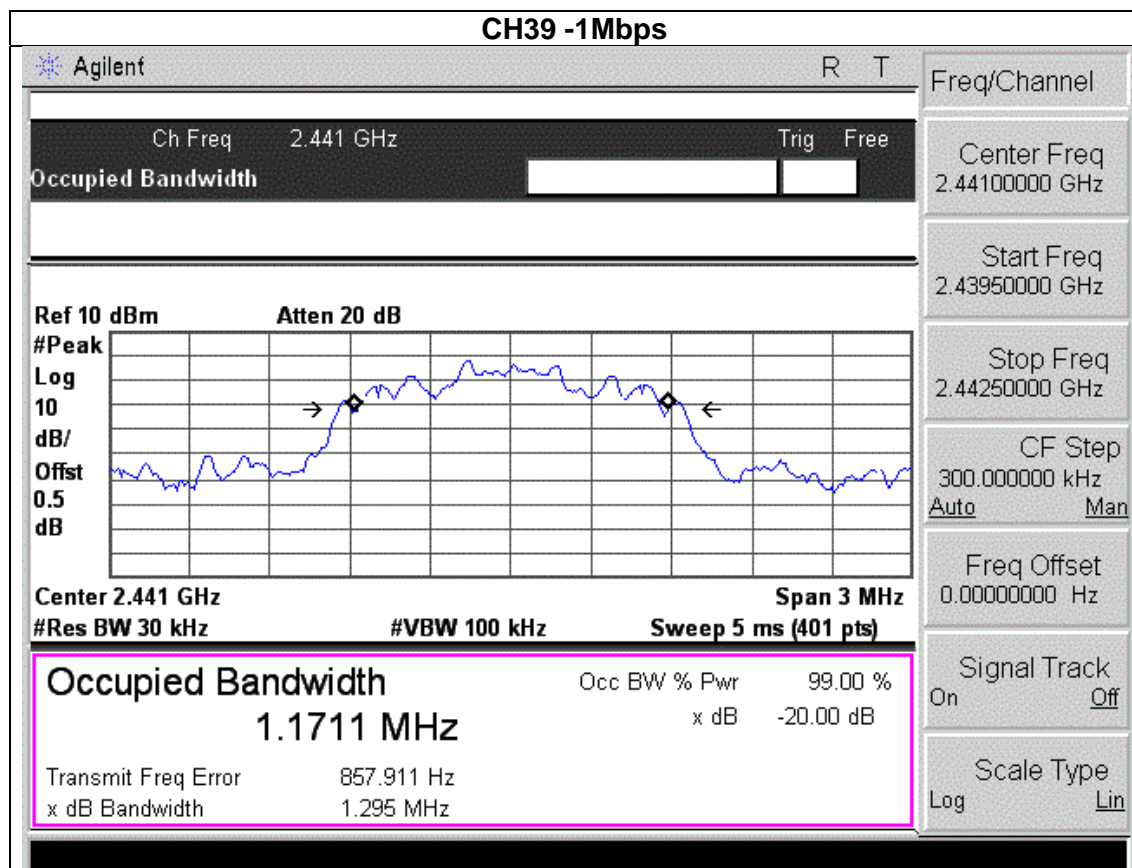 CH39 -1Mbps
Agilent R T
Ch Freq 2.441 GHz Trig Free
Occupied Bandwidth
Ref 10 dBm Atten 20 dB
#Peak
Log
10
dB/
Offst
0.5
dB
Center 2.441 GHz Span 3 MHz
#Res BW 30 kHz #VBW 100 kHz Sweep 5 ms (401 pts)
Occupied Bandwidth
1.1711 MHz
Occ BW % Pwr 99.00 %
x dB -20.00 dB
Transmit Freq Error 857.911 Hz
x dB Bandwidth 1.295 MHz
Freq/Channel
Center Freq
2.44100000 GHz
Start Freq
2.43950000 GHz
Stop Freq
2.44250000 GHz
CF Step
300.000000 kHz
Auto Man
Freq Offset
0.00000000 Hz
Signal Track
On Off
Scale Type
Log Lin